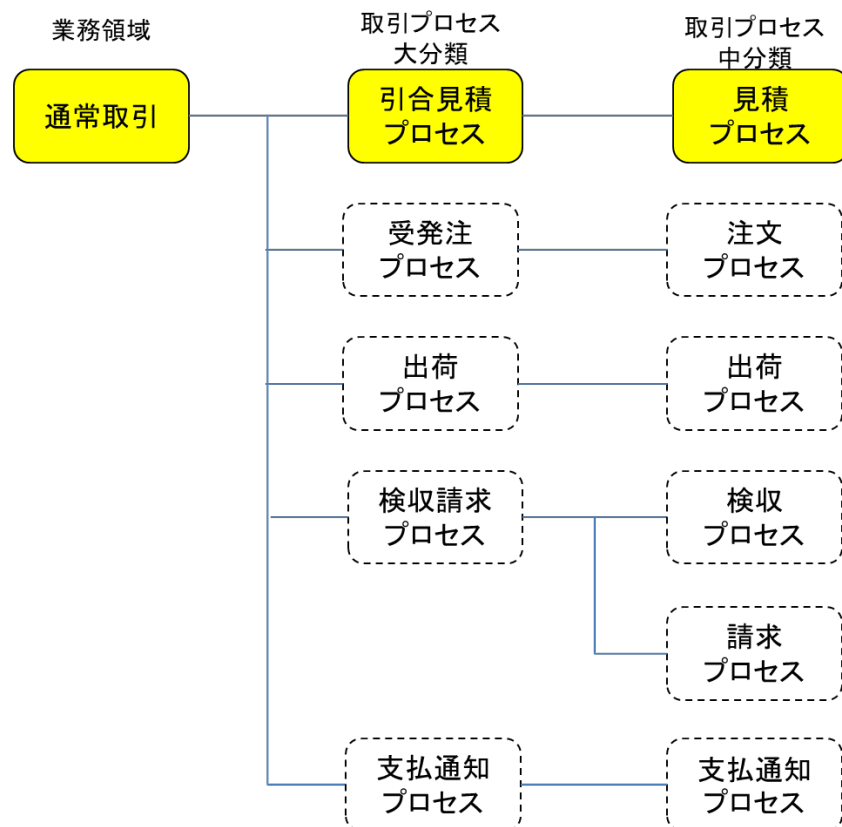 業務領域
取引プロセス
大分類
取引プロセス
中分類
通常取引
引合見積
プロセス
見積
プロセス
受発注
プロセス
注文
プロセス
出荷
プロセス
出荷
プロセス
検収請求
プロセス
検収
プロセス
請求
プロセス
支払通知
プロセス
支払通知
プロセス